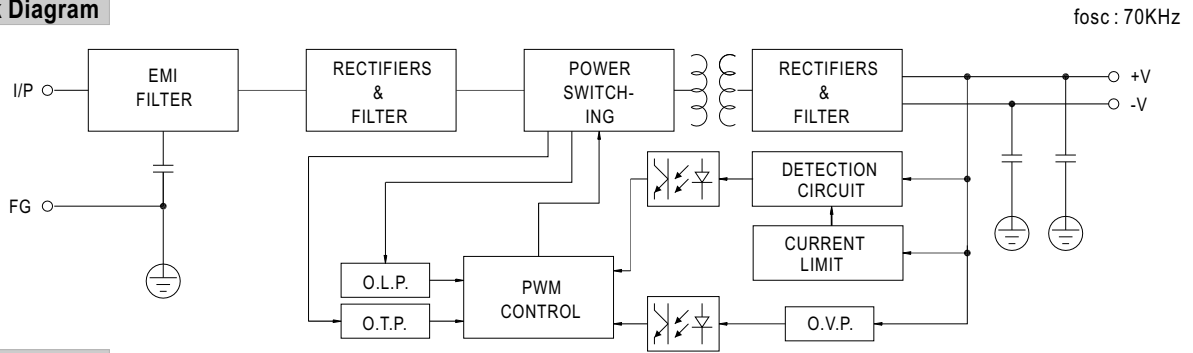 Diagram
fosc : 70KHz
I/P
EMI
FILTER
RECTIFIERS
&
FILTER
POWER
SWITCH-
ING
RECTIFIERS
&
FILTER
+V
-V
DETECTION
CIRCUIT
FG
CURRENT
LIMIT
O.L.P.
PWM
CONTROL
O.T.P.
O.V.P.